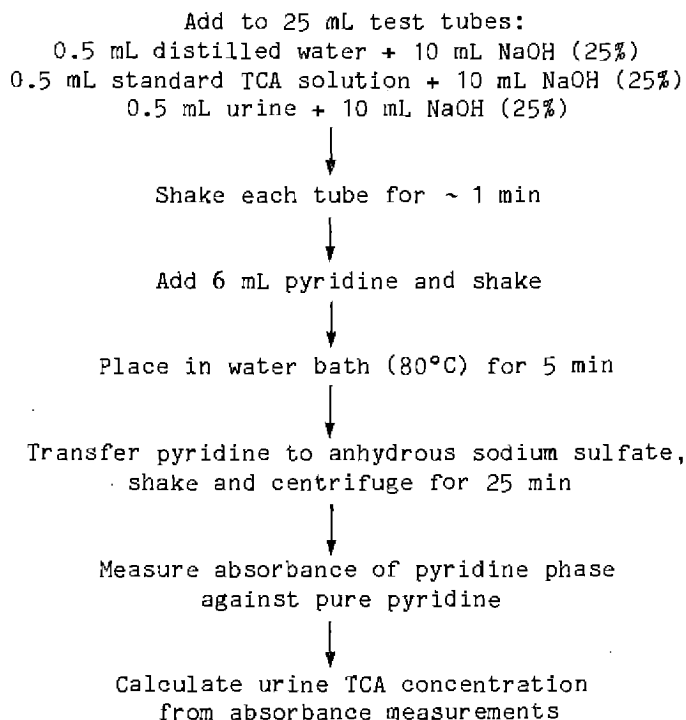 Add to 25 mL test tubes:
0.5 mL distilled water + 10 mL NaOH (25%)
0.5 mL standard TCA solution + 10 mL NaOH (25%)
0.5 mL urine + 10 mL NaOH (25%)
Shake each tube for ~ 1 min
Add 6 mL pyridine and shake
Place in water bath (80°C) for 5 min
Transfer pyridine to anhydrous sodium sulfate,
shake and centrifuge for 25 min
Measure absorbance of pyridine phase
against pure pyridine
Calculate urine TCA concentration
from absorbance measurements